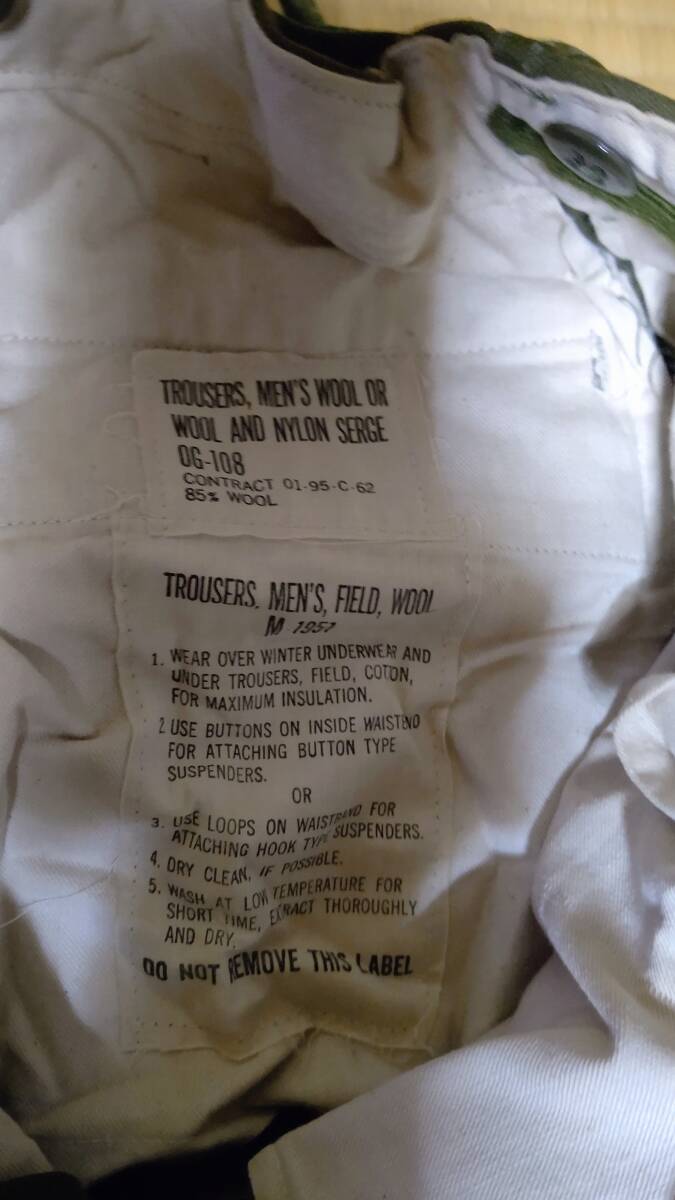 TROUSERS, MEN'S WOOL OR
WOOL AND NYLON SERGE
OG-108
CONTRACT 01-95-C-62
85% WOOL
TROUSERS, MEN'S, FIELD, WOOL
M-1951
1. WEAR OVER WINTER UNDERWEAR AND
UNDER TROUSERS, FIELD, COTTON,
FOR MAXIMUM INSULATION.
2 USE BUTTONS ON INSIDE WAISTBAND
FOR ATTACHING BUTTON TYPE
SUSPENDERS.
OR
3. USE LOOPS ON WAISTBAND FOR
ATTACHING HOOK TYPE SUSPENDERS.
4. DRY CLEAN, IF POSSIBLE.
5. WASH AT LOW TEMPERATURE FOR
SHORT TIME, EXTRACT THOROUGHLY
AND DRY.
DO NOT REMOVE THIS LABEL